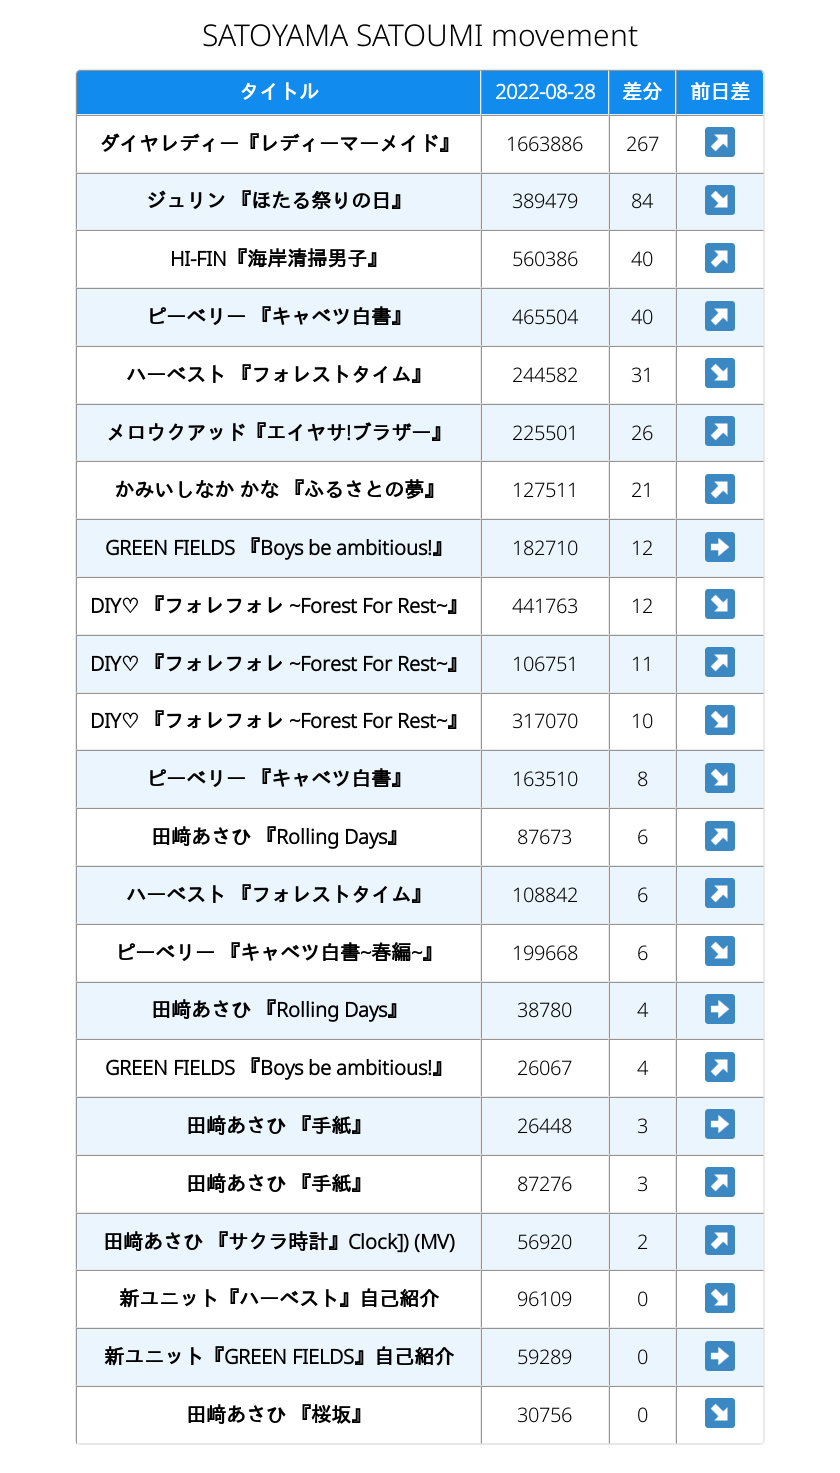 SATOYAMA SATOUMI movement
タイトル 2022-08-28 差分 前日差
ダイヤレディー『レディーマーメイド』 1663886 267 ↗
ジュリン 『ほたる祭りの日』 389479 84 ↘
HI-FIN『海岸清掃男子』 560386 40 ↗
ピーベリー 『キャベツ白書』 465504 40 ↗
ハーベスト 『フォレストタイム』 244582 31 ↘
メロウクアッド『エイヤサ!ブラザー』 225501 26 ↗
かみいしなか かな 『ふるさとの夢』 127511 21 ↗
GREEN FIELDS 『Boys be ambitious!』 182710 12 ➡
DIY♡ 『フォレフォレ ~Forest For Rest~』 441763 12 ↘
DIY♡ 『フォレフォレ ~Forest For Rest~』 106751 11 ↗
DIY♡ 『フォレフォレ ~Forest For Rest~』 317070 10 ↘
ピーベリー 『キャベツ白書』 163510 8 ↘
田﨑あさひ 『Rolling Days』 87673 6 ↗
ハーベスト 『フォレストタイム』 108842 6 ↗
ピーベリー 『キャベツ白書~春編~』 199668 6 ↘
田﨑あさひ 『Rolling Days』 38780 4 ➡
GREEN FIELDS 『Boys be ambitious!』 26067 4 ↗
田﨑あさひ 『手紙』 26448 3 ➡
田﨑あさひ 『手紙』 87276 3 ↗
田﨑あさひ 『サクラ時計』Clock]) (MV) 56920 2 ↗
新ユニット『ハーベスト』自己紹介 96109 0 ↘
新ユニット『GREEN FIELDS』自己紹介 59289 0 ➡
田﨑あさひ 『桜坂』 30756 0 ↘